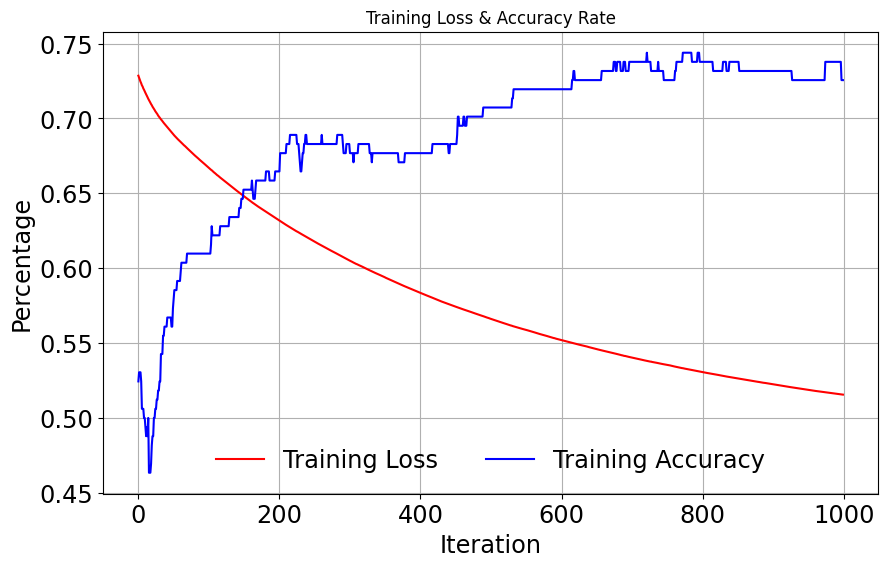 Training Loss & Accuracy Rate
0.75
0.70
0.65
0.60
0.55
0.50
0.45
Percentage
Training Loss
Training Accuracy
0 200 400 600 800 1000
Iteration